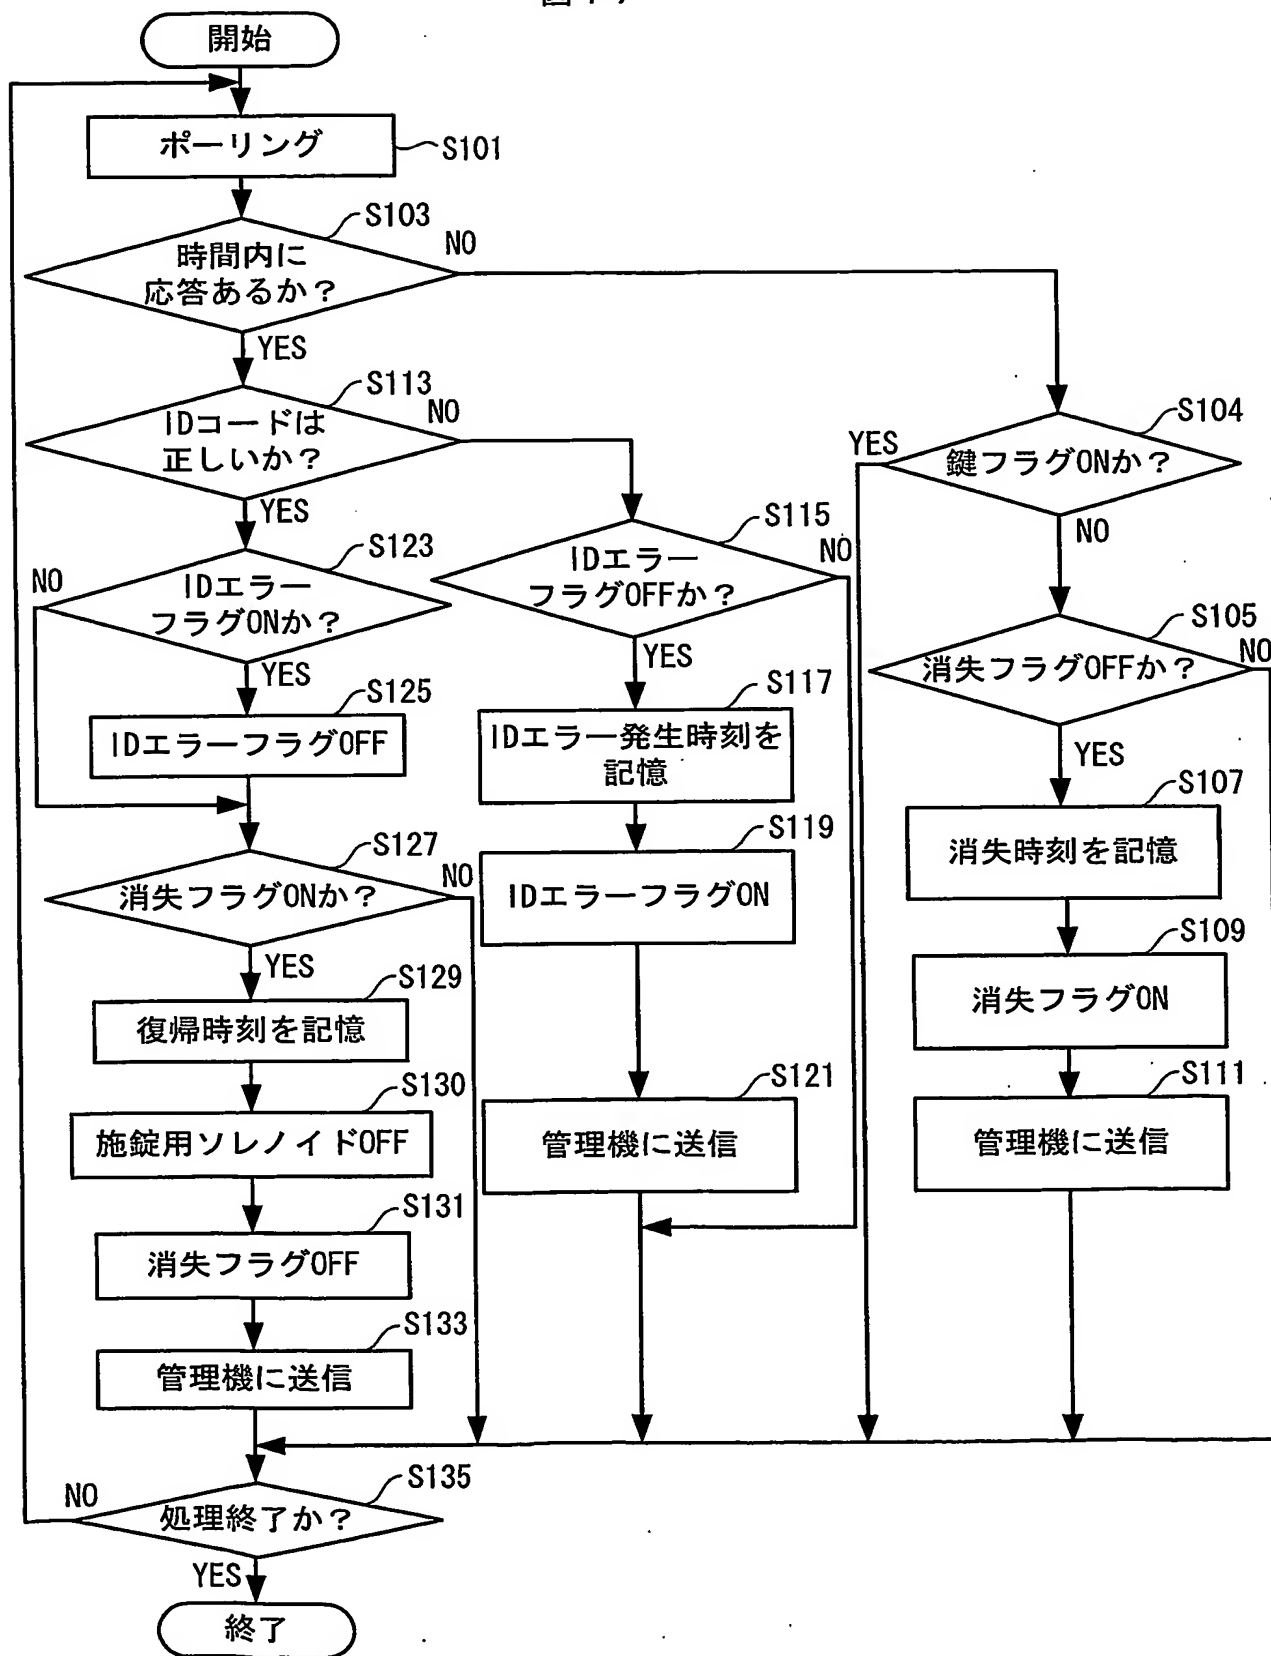 開始
ポーリング
S101
S103
時間内に
応答あるか？
NO
YES
S113
IDコードは
正しいか？
NO
YES
S104
鍵フラグONか？
YES
NO
S123
IDエラー
フラグONか？
NO
YES
S115
IDエラー
フラグOFFか？
NO
YES
S105
消失フラグOFFか？
NO
YES
S125
IDエラーフラグOFF
S117
IDエラー発生時刻を
記憶
S107
消失時刻を記憶
S127
消失フラグONか？
NO
YES
S119
IDエラーフラグON
S109
消失フラグON
S129
復帰時刻を記憶
S130
施錠用ソレノイドOFF
S121
管理機に送信
S111
管理機に送信
S131
消失フラグOFF
S133
管理機に送信
S135
処理終了か？
NO
YES
終了